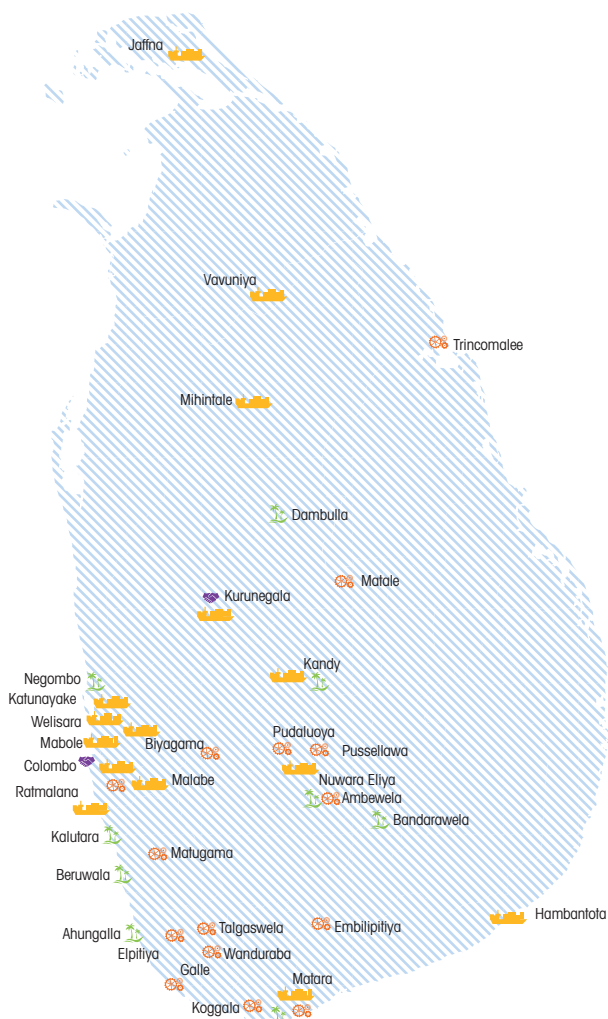 Jaffna
Vavuniya
Trincomalee
Mihintale
Dambulla
Matale
Kurunegala
Kandy
Negombo
Katunayake
Welisara
Pudaluoya
Mabole
Biyagama
Pussellawa
Colombo
Malabe
Nuwara Eliya
Ratmalana
Ambewela
Bandarawela
Kalutara
Matugama
Beruwala
Hambantota
Talgaswela
Embilipitiya
Ahungalla
Elpitiya
Wanduraba
Galle
Matara
Koggala